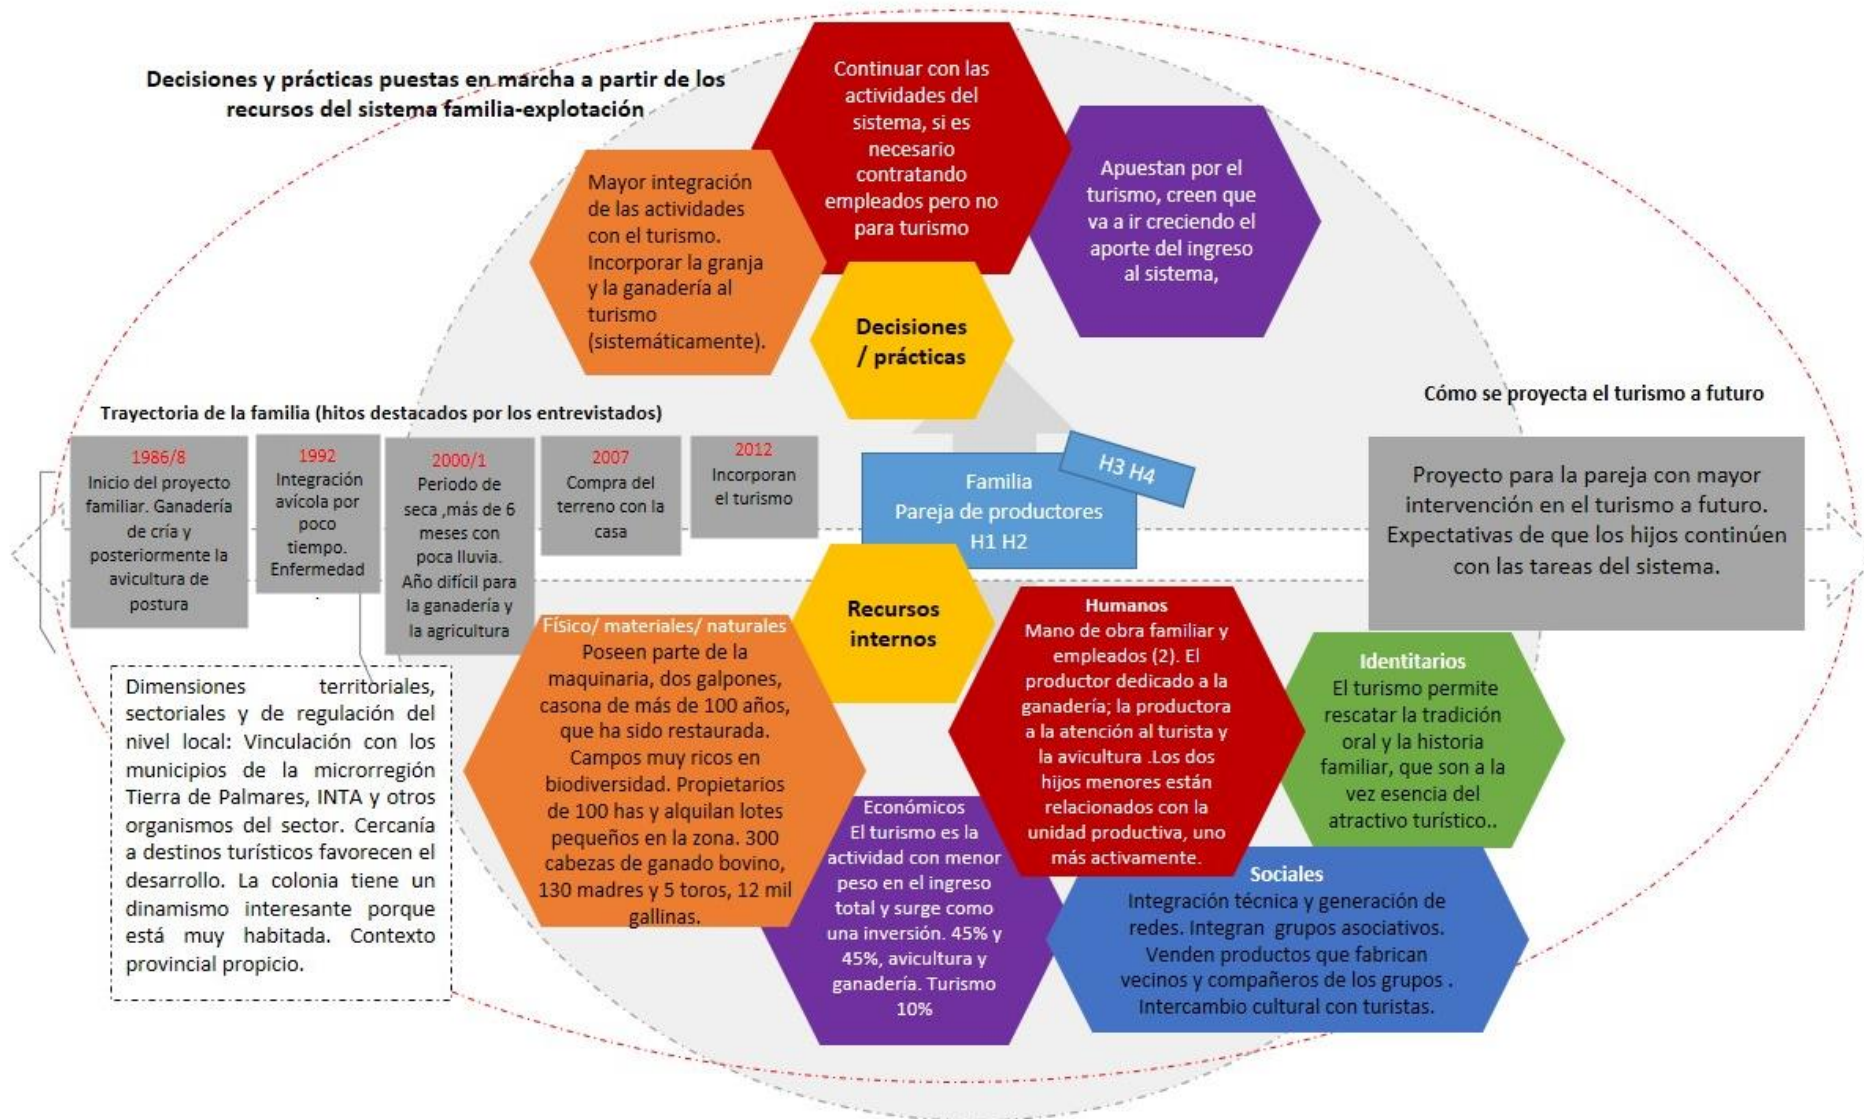 Decisiones y prácticas puestas en marcha a partir de los
recursos del sistema familia-explotación
Continuar con las
actividades del
sistema, si es
necesario
contratando
empleados pero no
para turismo
Mayor integración
de las actividades
con el turismo.
Incorporar la granja
y la ganadería al
turismo
(sistemáticamente).
Apuestan por el
turismo, creen que
va a ir creciendo el
aporte del ingreso
al sistema,
Decisiones
/ prácticas
Trayectoria de la familia (hitos destacados por los entrevistados)
1986/8
Inicio del proyecto
familiar. Ganadería
de cría y
posteriormente la
avicultura de
postura
1992
Integración
avícola por
poco
tiempo.
Enfermedad
.
2000/1
Periodo de
seca ,más de 6
meses con
poca lluvia.
Año difícil para
la ganadería y
la agricultura
2007
Compra del
terreno con la
casa
2012
Incorporan
el turismo
Familia
Pareja de productores
H1 H2
H3 H4
Cómo se proyecta el turismo a futuro
Proyecto para la pareja con mayor
intervención en el turismo a futuro.
Expectativas de que los hijos continúen
con las tareas del sistema.
Recursos
internos
Físico/ materiales/ naturales
Poseen parte de la
maquinaria, dos galpones,
casona de más de 100 años,
que ha sido restaurada.
Campos muy ricos en
biodiversidad. Propietarios
de 100 has y alquilan lotes
pequeños en la zona. 300
cabezas de ganado bovino,
130 madres y 5 toros, 12 mil
gallinas.
Humanos
Mano de obra familiar y
empleados (2). El
productor dedicado a la
ganadería; la productora
a la atención al turista y
la avicultura .Los dos
hijos menores están
relacionados con la
unidad productiva, uno
más activamente.
Identitarios
El turismo permite
rescatar la tradición
oral y la historia
familiar, que son a la
vez esencia del
atractivo turístico..
Dimensiones territoriales,
sectoriales y de regulación del
nivel local: Vinculación con los
municipios de la microrregión
Tierra de Palmares, INTA y otros
organismos del sector. Cercanía
a destinos turísticos favorecen el
desarrollo. La colonia tiene un
dinamismo interesante porque
está muy habitada. Contexto
provincial propicio.
Económicos
El turismo es la
actividad con menor
peso en el ingreso
total y surge como
una inversión. 45% y
45%, avicultura y
ganadería. Turismo
10%
Sociales
Integración técnica y generación de
redes. Integran grupos asociativos.
Venden productos que fabrican
vecinos y compañeros de los grupos .
Intercambio cultural con turistas.